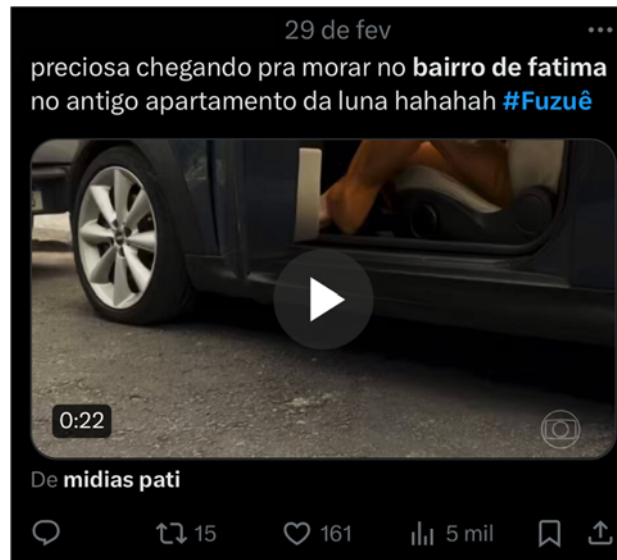 29 de fev
preciosa chegando pra morar no bairro de fatima
no antigo apartamento da luna hahahah #Fuzuê
0:22
De midias pati
15 161 5 mil